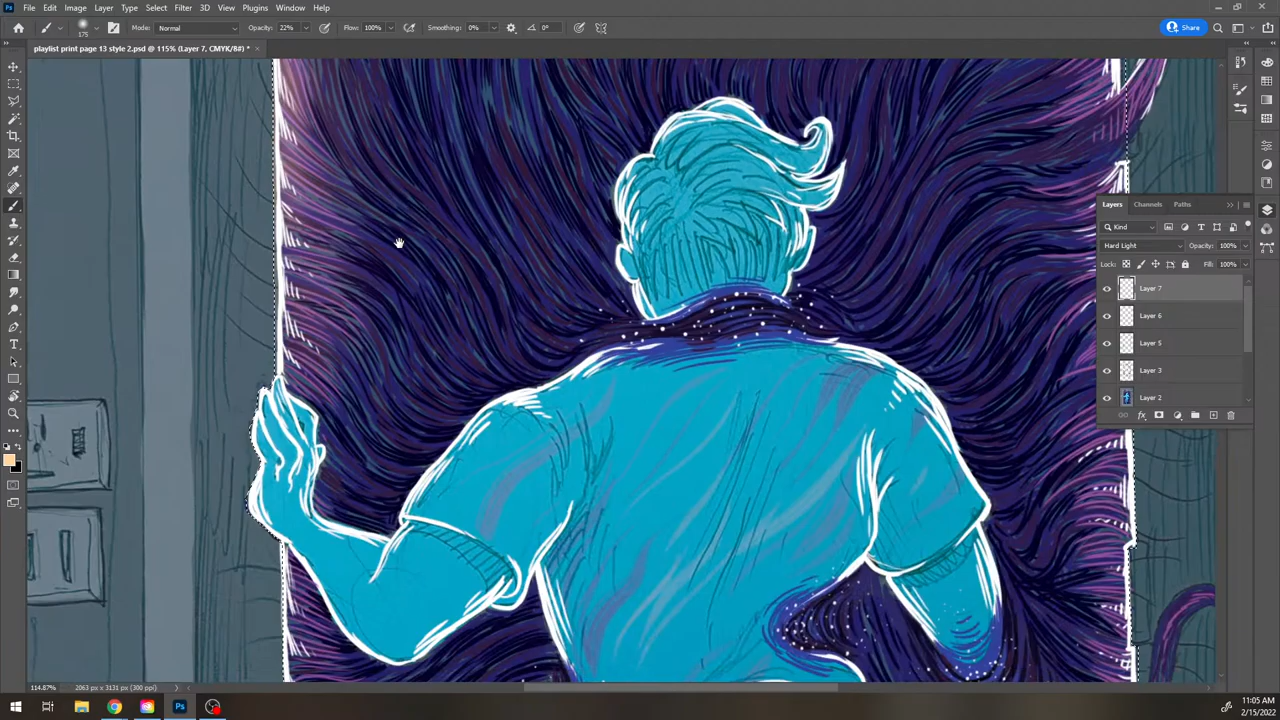 File Edit Image Layer Type Select Filter 3D View Plugins Window Help
175 Mode: Normal Opacity: 22% Flow: 100% Smoothing: 0% 0° Share
playlist print page 13 style 2.psd @ 115% (Layer 7, CMYK/8#) * ×
Layers Channels Paths
Kind
Hard Light Opacity: 100%
Lock: Fill: 100%
Layer 7
Layer 6
Layer 5
Layer 3
Layer 2
fx
114.87% 2063 px x 3131 px (300 ppi)
Ps 11:05 AM
2/15/2022